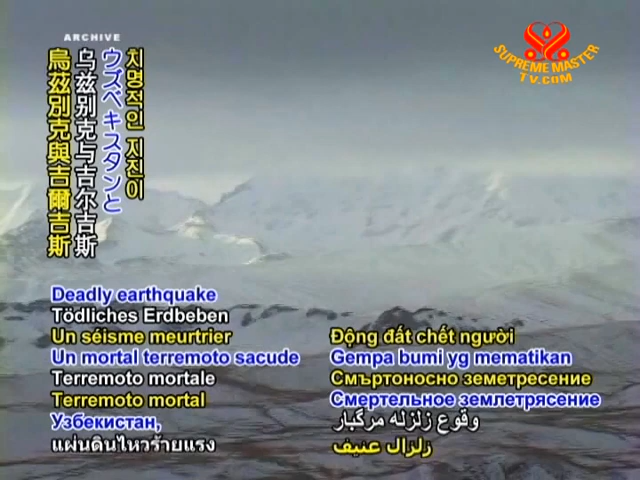 ARCHIVE
SUPREME MASTER
TV.COM
치명적인 지진이
ウズベキスタンと
乌兹别克与吉尔吉斯
烏茲別克與吉爾吉斯
Deadly earthquake
Tödliches Erdbeben
Un séisme meurtrier
Un mortal terremoto sacude
Terremoto mortale
Terremoto mortal
Узбекистан,
แผ่นดินไหวร้ายแรง
Động đất chết người
Gempa bumi yg mematikan
Смъртоносно земетресение
Смертельное землетрясение
وقوع زلزله مرگبار
زلزال عنيف